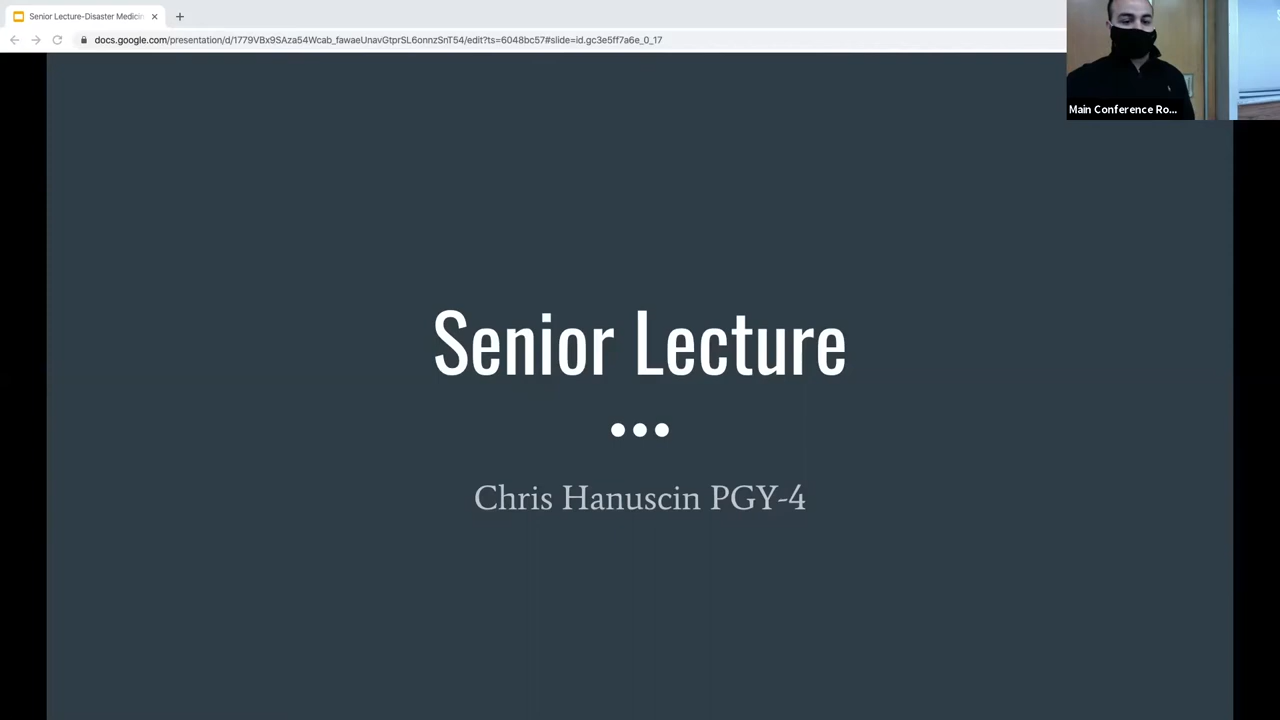 Senior Lecture-Disaster Medicin
docs.google.com/presentation/d/1779VBx9SAza54Wcab_fawaeUnavGtprSL6onnzSnT54/edit?ts=6048bc57#slide=id.gc3e5ff7a6e_0_17
Main Conference Ro...
Senior Lecture
Chris Hanuscin PGY-4